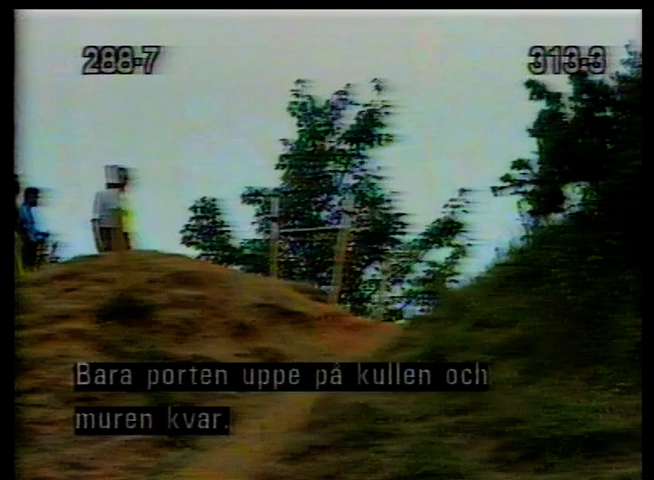 288-7
313-3
Bara porten uppe på kullen och
muren kvar.